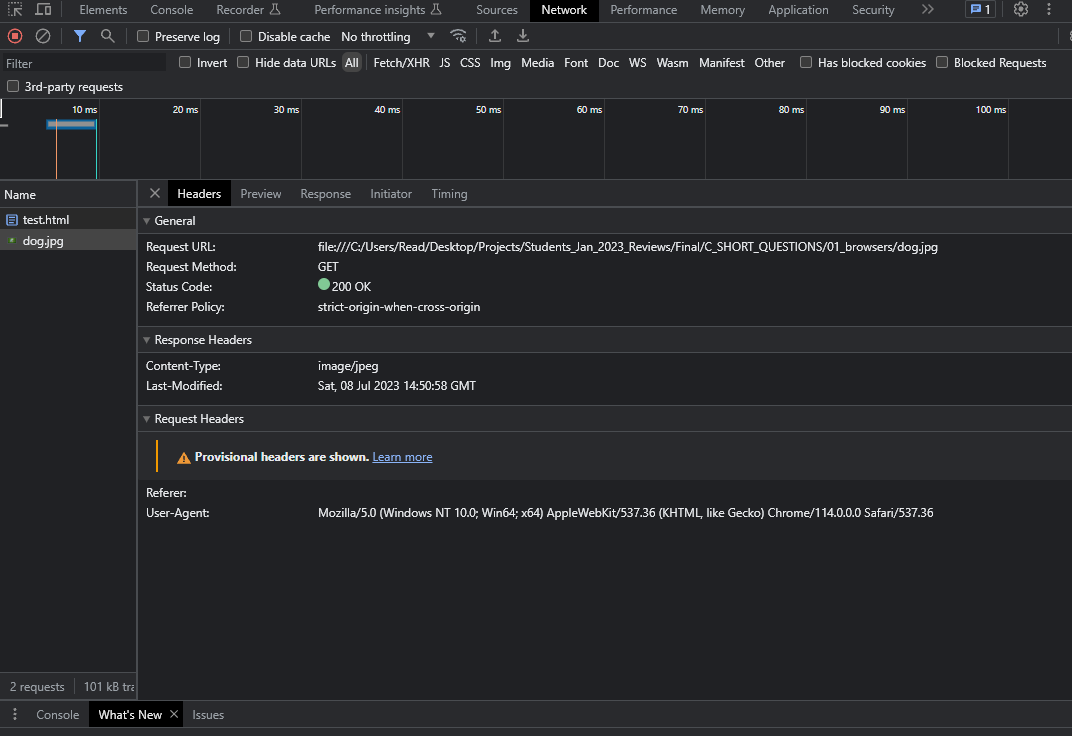 Elements Console Recorder Performance insights Sources Network Performance Memory Application Security 1
Preserve log Disable cache No throttling
Filter Invert Hide data URLs All Fetch/XHR JS CSS Img Media Font Doc WS Wasm Manifest Other Has blocked cookies Blocked Requests
3rd-party requests
10 ms 20 ms 30 ms 40 ms 50 ms 60 ms 70 ms 80 ms 90 ms 100 ms
Name Headers Preview Response Initiator Timing
test.html
dog.jpg
General
Request URL: file:///C:/Users/Read/Desktop/Projects/Students_Jan_2023_Reviews/Final/C_SHORT_QUESTIONS/01_browsers/dog.jpg
Request Method: GET
Status Code: 200 OK
Referrer Policy: strict-origin-when-cross-origin
Response Headers
Content-Type: image/jpeg
Last-Modified: Sat, 08 Jul 2023 14:50:58 GMT
Request Headers
Provisional headers are shown. Learn more
Referer:
User-Agent: Mozilla/5.0 (Windows NT 10.0; Win64; x64) AppleWebKit/537.36 (KHTML, like Gecko) Chrome/114.0.0.0 Safari/537.36
2 requests 101 kB tra
Console What's New Issues